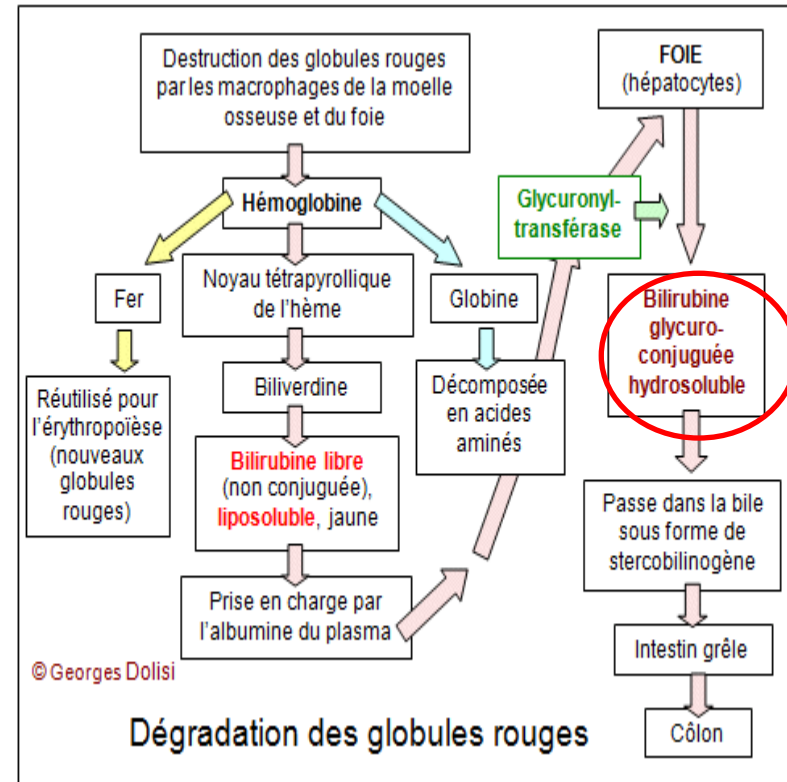 Destruction des globules rouges
par les macrophages de la moelle
osseuse et du foie
Hémoglobine
Fer
Réutilisé pour
l'érythropoïèse
(nouveaux
globules
rouges)
Noyau tétrapyrollique
de l'hème
Biliverdine
Bilirubine libre
(non conjuguée),
liposoluble, jaune
Prise en charge par
l'albumine du plasma
Globine
Décomposée
en acides
aminés
Glycuronyl-
transférase
FOIE
(hépatocytes)
Bilirubine
glycuro-
conjuguée
hydrosoluble
Passe dans la bile
sous forme de
stercobilinogène
Intestin grêle
Côlon
© Georges Dolisi
Dégradation des globules rouges